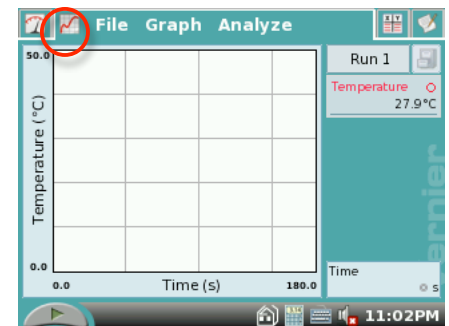 File Graph Analyze
50.0
Temperature (°C)
0.0
0.0 Time (s) 180.0
Run 1
Temperature
27.9°C
ernier
Time
s
11:02PM